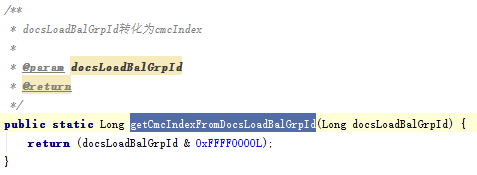 /**
 * docsLoadBalGrpId转化为cmcIndex
 *
 * @param docsLoadBalGrpId
 * @return
 */
public static Long getCmcIndexFromDocsLoadBalGrpId(Long docsLoadBalGrpId) {
    return (docsLoadBalGrpId & 0xFFFF0000L);
}